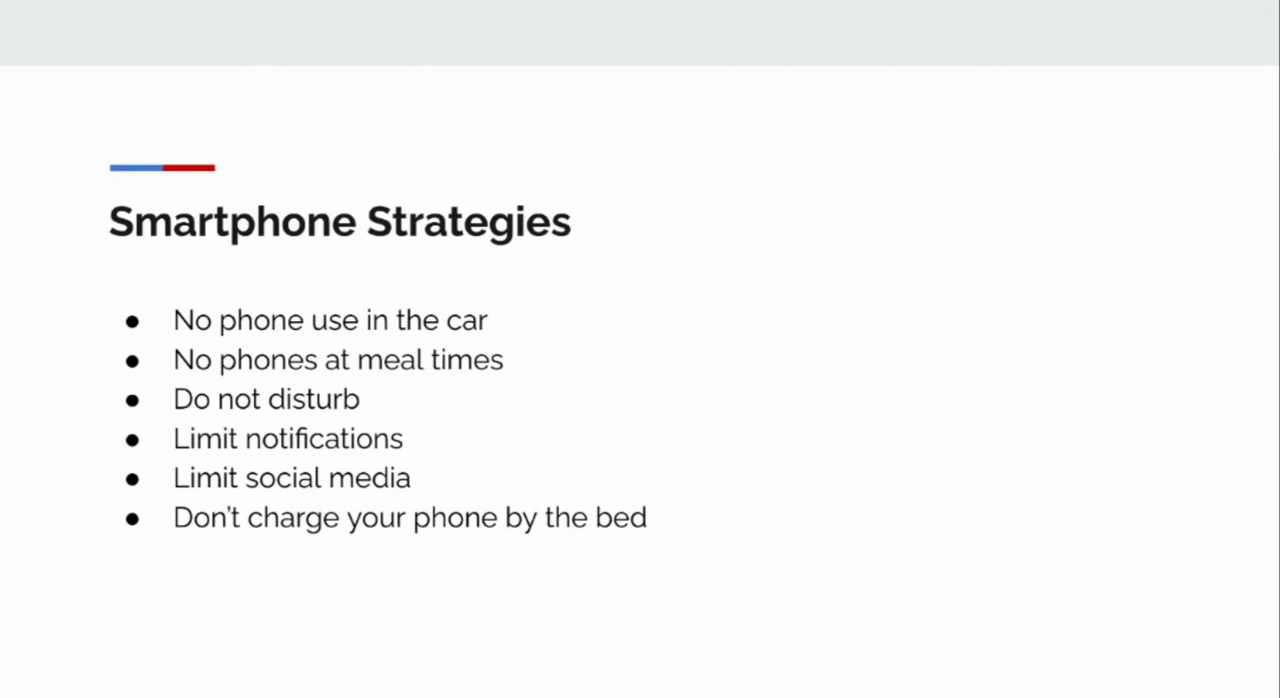 Smartphone Strategies
● No phone use in the car
● No phones at meal times
● Do not disturb
● Limit notifications
● Limit social media
● Don't charge your phone by the bed